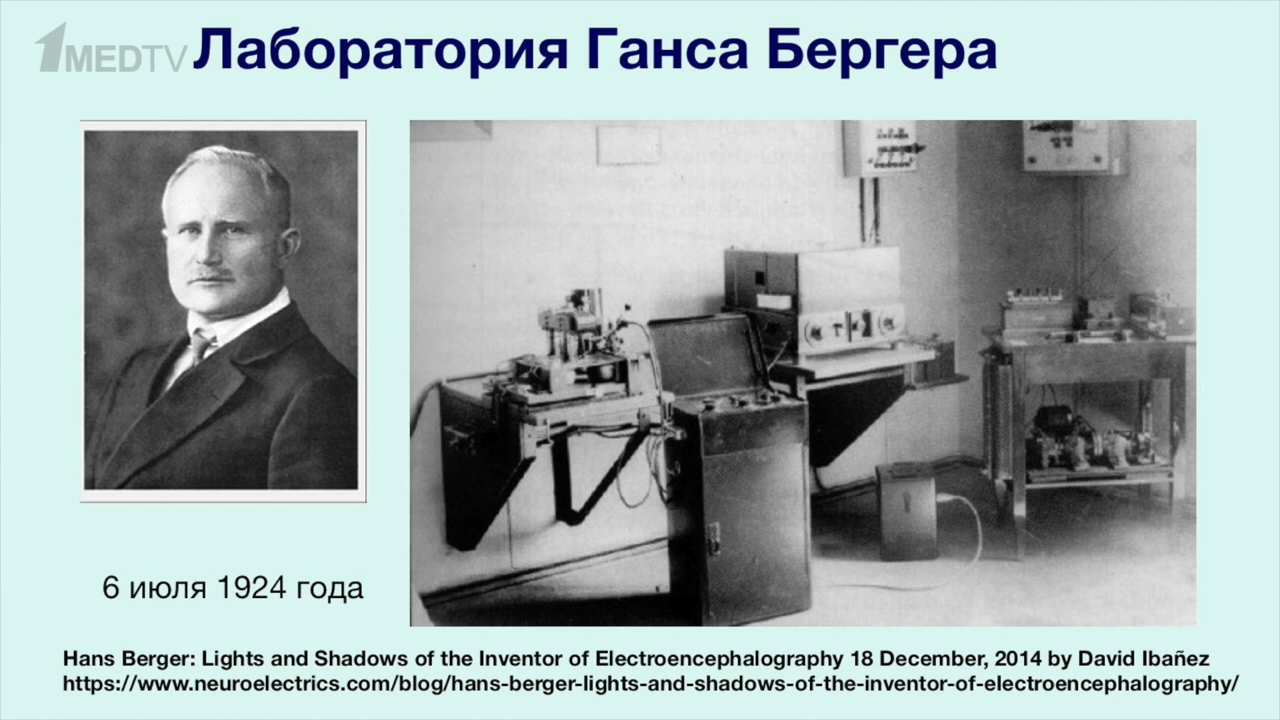 1MEDTV
Лаборатория Ганса Бергера
6 июля 1924 года
Hans Berger: Lights and Shadows of the Inventor of Electroencephalography 18 December, 2014 by David Ibañez
https://www.neuroelectrics.com/blog/hans-berger-lights-and-shadows-of-the-inventor-of-electroencephalography/